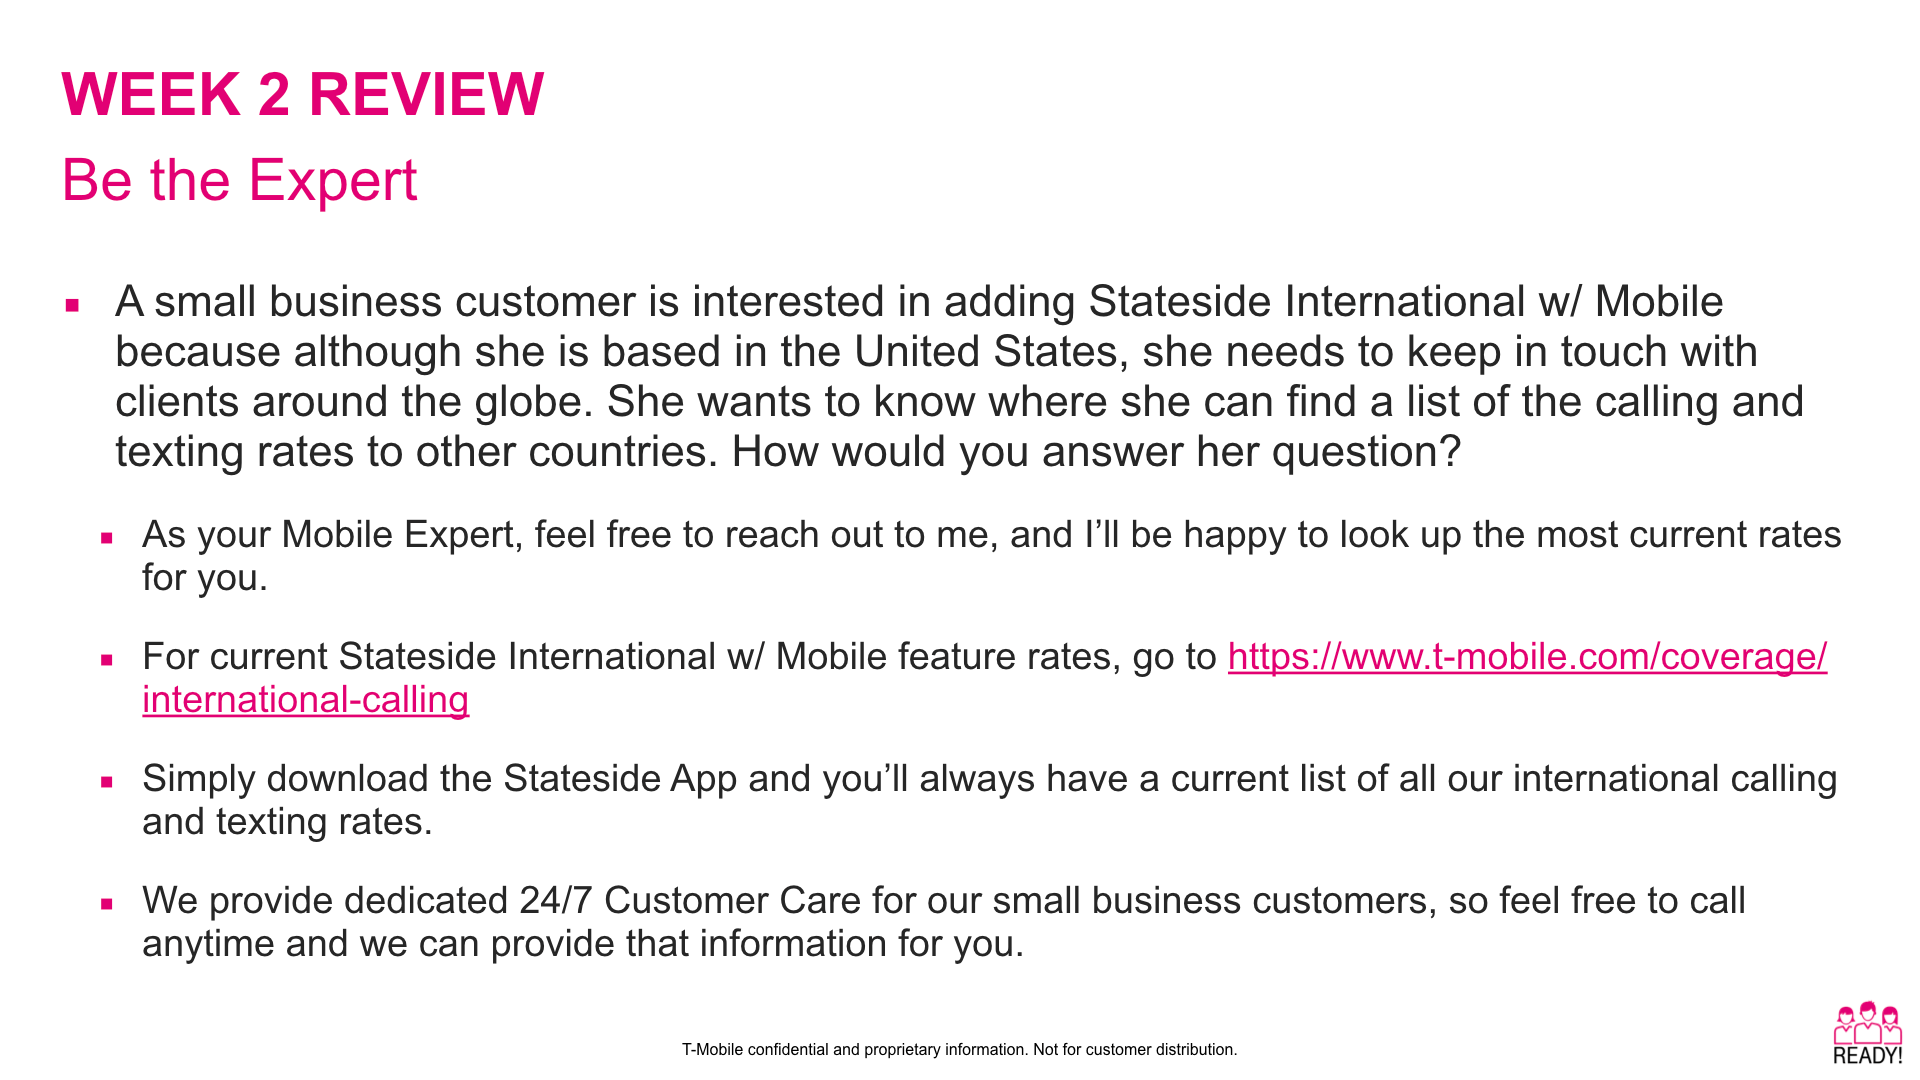 WEEK 2 REVIEW
Be the Expert
▪ A small business customer is interested in adding Stateside International w/ Mobile
because although she is based in the United States, she needs to keep in touch with
clients around the globe. She wants to know where she can find a list of the calling and
texting rates to other countries. How would you answer her question?
▪ As your Mobile Expert, feel free to reach out to me, and I’ll be happy to look up the most current rates
for you.
▪ For current Stateside International w/ Mobile feature rates, go to https://www.t-mobile.com/coverage/
international-calling
▪ Simply download the Stateside App and you’ll always have a current list of all our international calling
and texting rates.
▪ We provide dedicated 24/7 Customer Care for our small business customers, so feel free to call
anytime and we can provide that information for you.
T-Mobile confidential and proprietary information. Not for customer distribution.
READY!